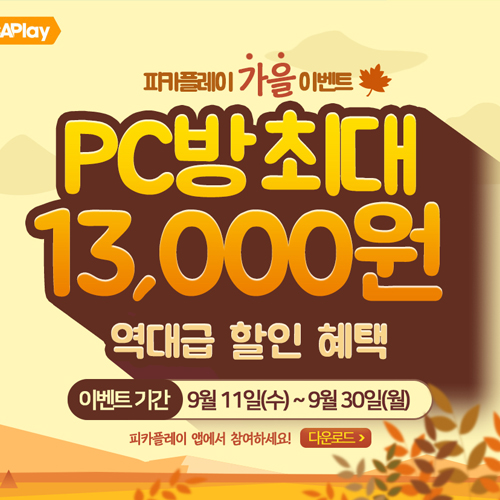 APlay
피카플레이 가을 이벤트
PC방 최대
13,000원
역대급 할인 혜택
이벤트 기간 9월 11일(수) ~ 9월 30일(월)
피카플레이 앱에서 참여하세요! 다운로드 >